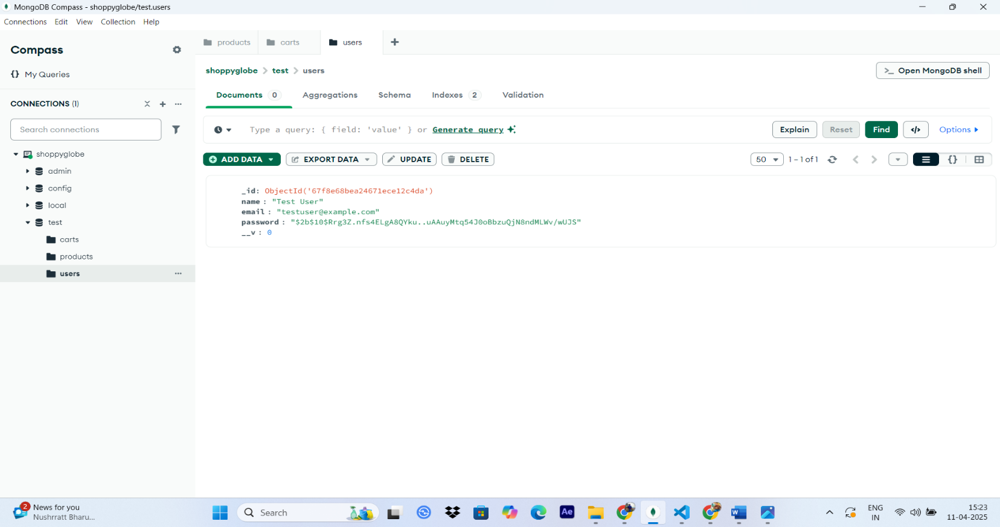 MongoDB Compass - shoppyglobe/test.users
Connections Edit View Collection Help
Compass
{} My Queries
CONNECTIONS (1)
Search connections
shoppyglobe
admin
config
local
test
carts
products
users
products carts users
shoppyglobe > test > users
>_ Open MongoDB shell
Documents 0 Aggregations Schema Indexes 2 Validation
Type a query: { field: 'value' } or Generate query
Explain Reset Find </> Options
ADD DATA EXPORT DATA UPDATE DELETE
50 1 – 1 of 1 {}
_id: ObjectId('67f8e68bea24671ece12c4da')
name : "Test User"
email : "testuser@example.com"
password : "$2b$10$Rrg3Z.nfs4ELgA8QYku..uAAuyMtq54J0oBbzuQjN8ndMLWv/wUJS"
__v : 0
2
News for you
Nushrratt Bharu...
Search
Ae
W
ENG
IN
15:23
11-04-2025